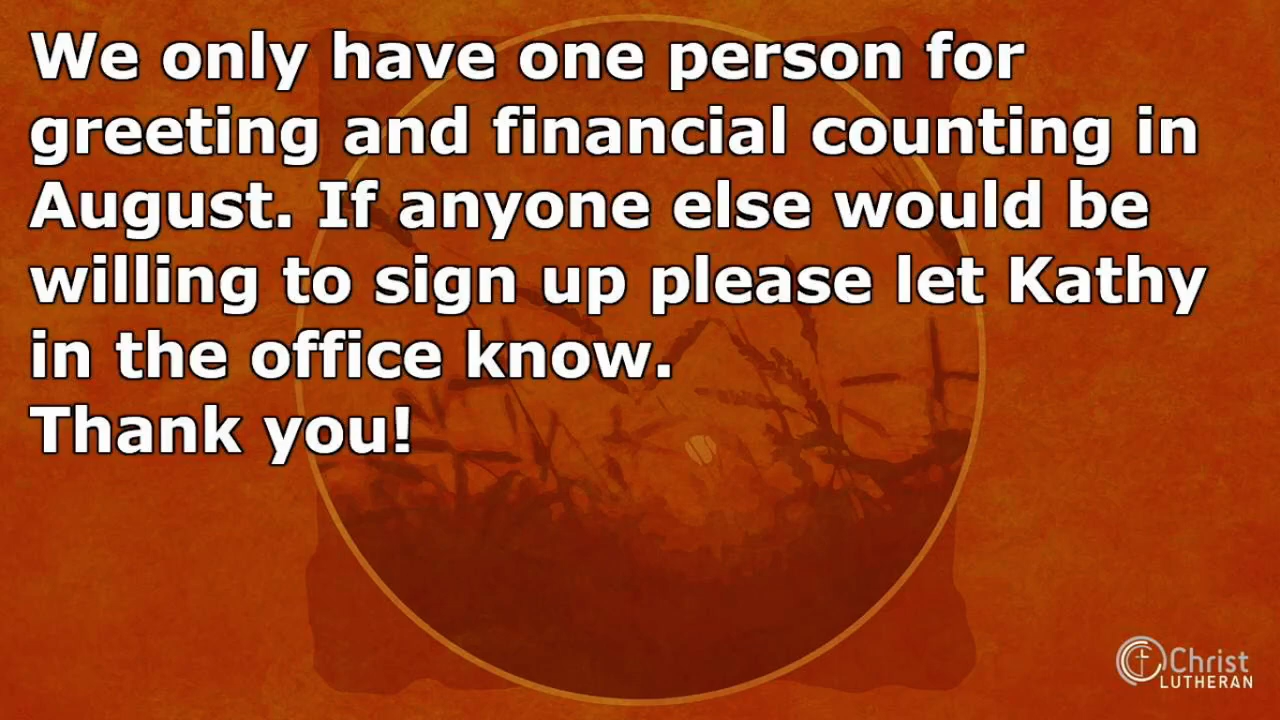 We only have one person for
greeting and financial counting in
August. If anyone else would be
willing to sign up please let Kathy
in the office know.
Thank you!
Christ
LUTHERAN